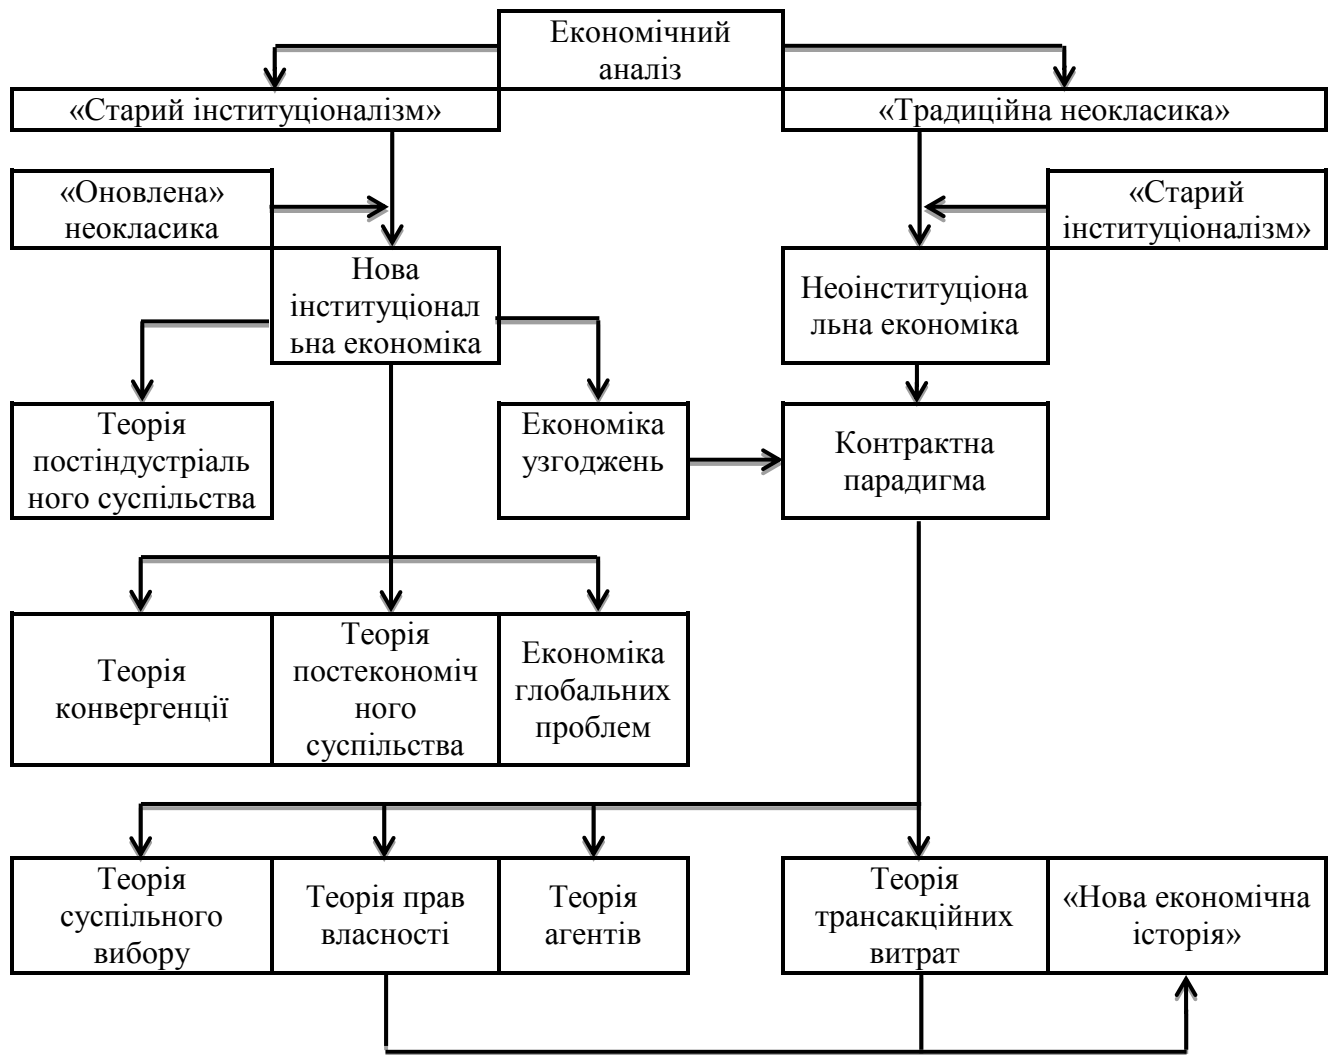 Економічний
аналіз
«Старий інституціоналізм»
«Традиційна неокласика»
«Оновлена»
неокласика
«Старий
інституціоналізм»
Нова
інституціонал
ьна економіка
Неоінституціона
льна економіка
Теорія
постіндустріаль
ного суспільства
Економіка
узгоджень
Контрактна
парадигма
Теорія
конвергенції
Теорія
постекономіч
ного
суспільства
Економіка
глобальних
проблем
Теорія
суспільного
вибору
Теорія прав
власності
Теорія
агентів
Теорія
трансакційних
витрат
«Нова економічна
історія»